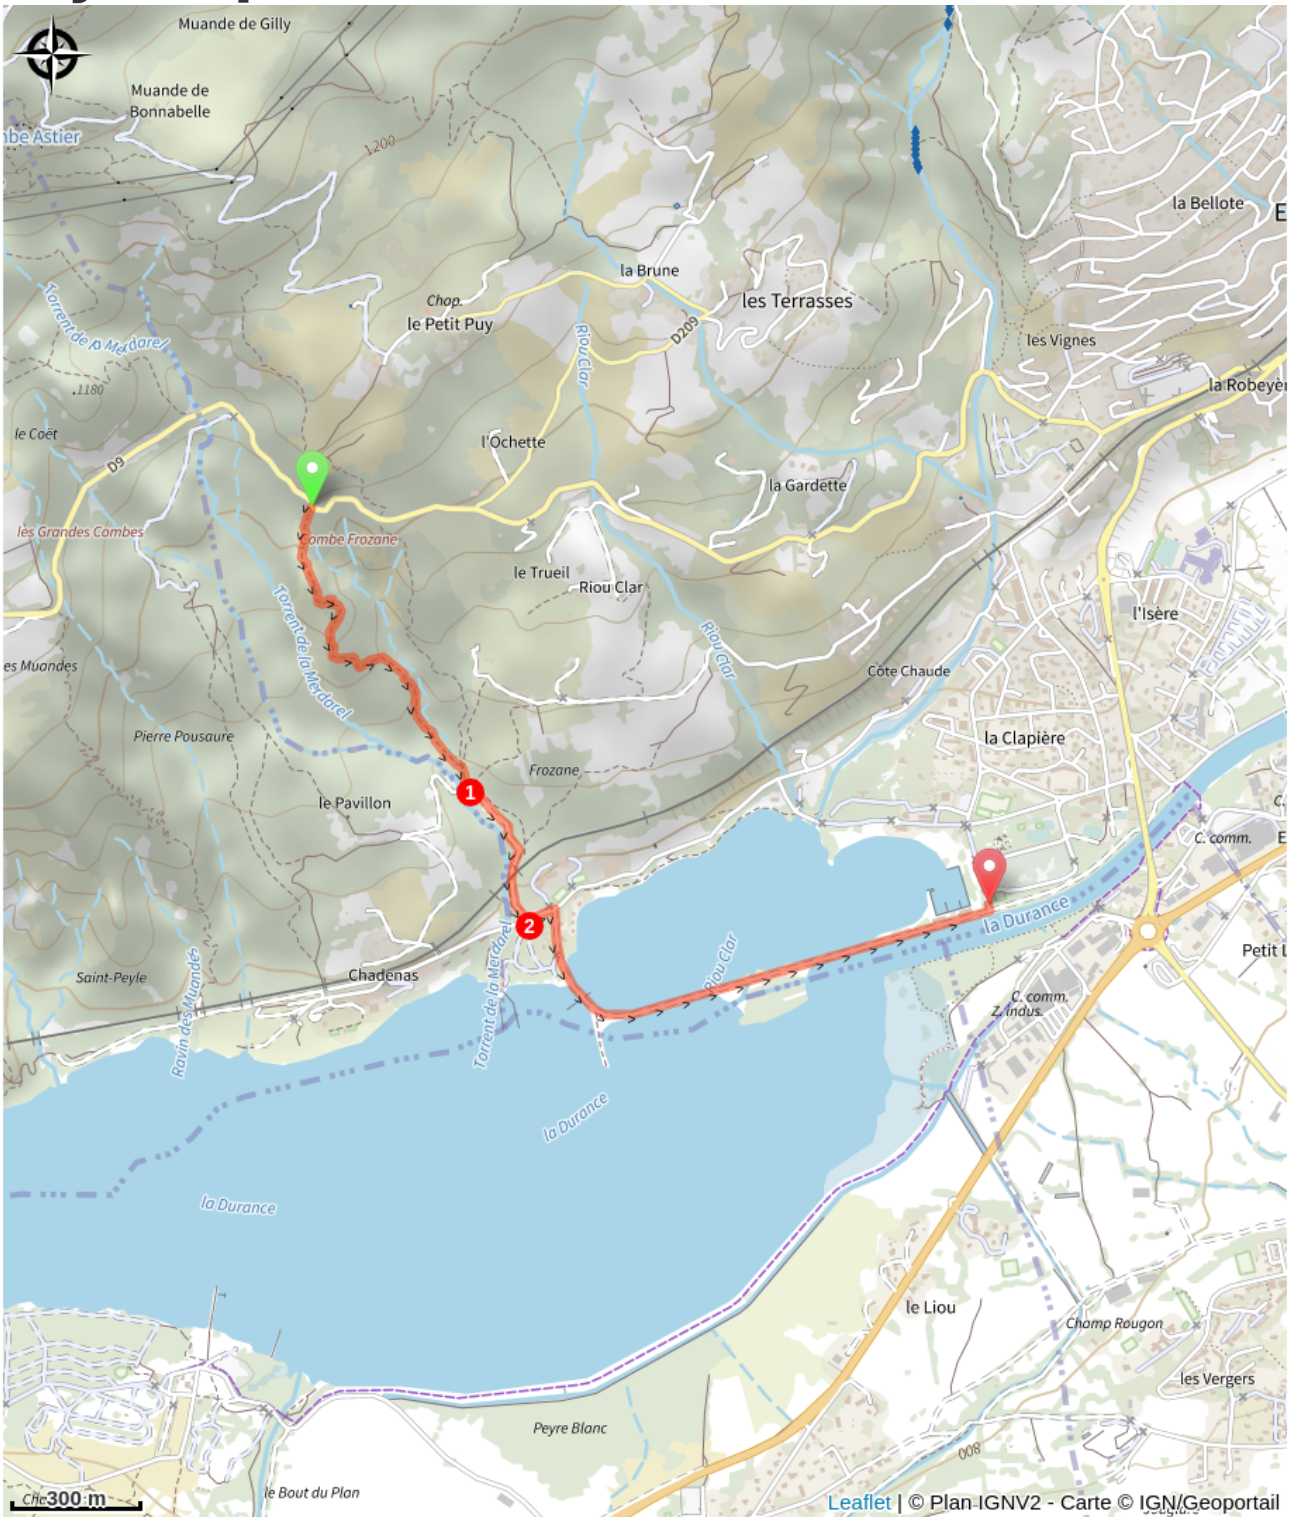 Muande de Gilly
Muande de
Bonnabelle
nbe Astier
1200
la Bellote
E
la Brune
les Terrasses
Chop.
le Petit Puy
Torrent de la Merdarel
Riou Clar
D209
les Vignes
la Robeyèr
.1180
le Coët
l'Ochette
D9
la Gardette
les Grandes Combes
Combe Frozane
le Trueil
Riou Clar
l'Isère
Torrent de la Merdarel
Riou Clar
es Muandes
Côte Chaude
Pierre Pousaure
la Clapière
Frozane
1
le Pavillon
C.
C. comm.
E
la Durance
2
Torrent de la Merdarel
Riou Clar
Petit L
Saint-Peyle
Chadenas
Ravin des Muandes
C. comm.
Z. indus.
la Durance
la Durance
le Liou
Champ Rougon
les Vergers
Peyre Blanc
800
le Bout du Plan
300 m
Leaflet | © Plan IGNV2 - Carte © IGN/Geoportail